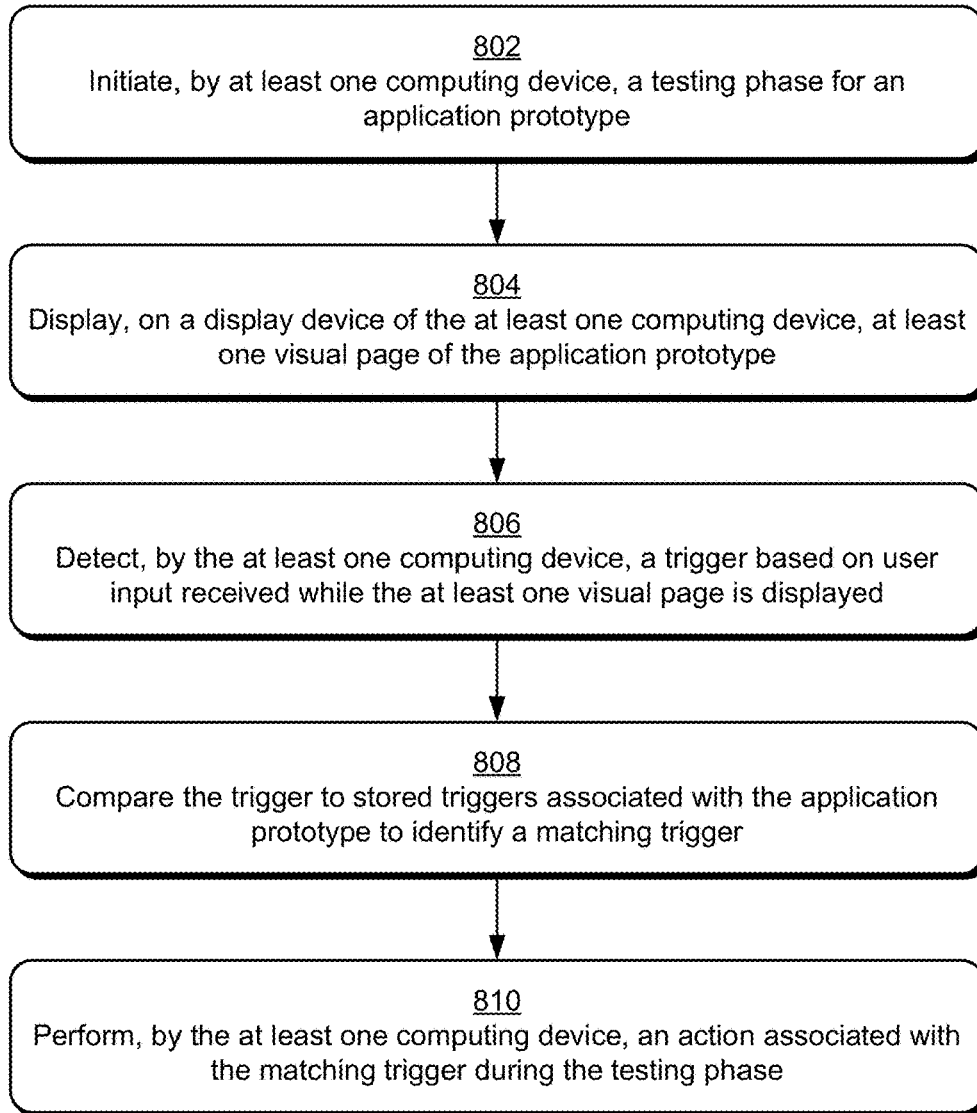 802
Initiate, by at least one computing device, a testing phase for an
application prototype
804
Display, on a display device of the at least one computing device, at least
one visual page of the application prototype
806
Detect, by the at least one computing device, a trigger based on user
input received while the at least one visual page is displayed
808
Compare the trigger to stored triggers associated with the application
prototype to identify a matching trigger
810
Perform, by the at least one computing device, an action associated with
the matching trigger during the testing phase